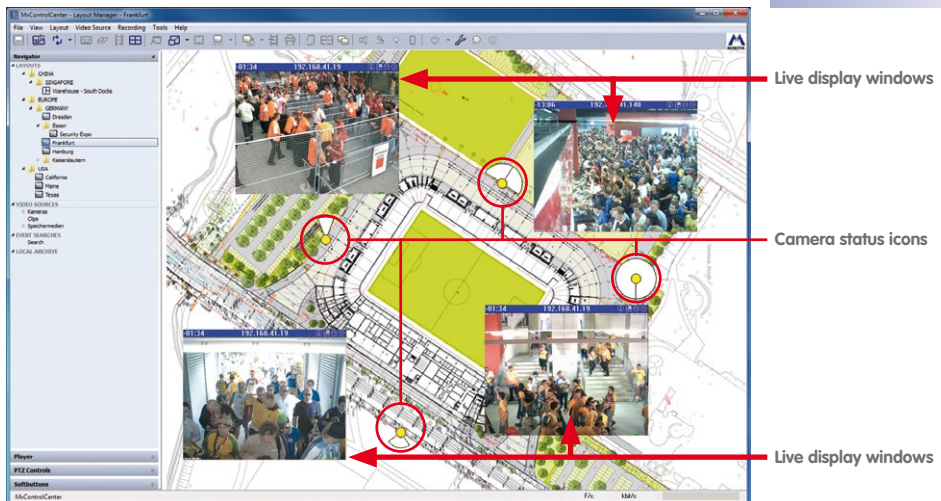 MxControlCenter - Layout Manager - Frankfurt
File View Layout Video Source Recording Tools Help
Navigator
LAYOUTS
CHINA
SINGAPORE
Warehouse - South Docks
EUROPE
GERMANY
Dresden
Essen
Security Expo
Frankfurt
Hamburg
Kaiserslautern
USA
California
Maine
Texas
VIDEO SOURCES
Kameras
Clips
Speichermedien
EVENT SEARCHES
Search
LOCAL ARCHIVE
Player
PTZ Controls
Softbuttons
MxControlCenter
-01:34 192.168.41.19
-13:06 192.168.41.148
-01:34 192.168.41.19
-01:34 192.168.41.19
F/s kbit/s
Live display windows
Camera status icons
Live display windows